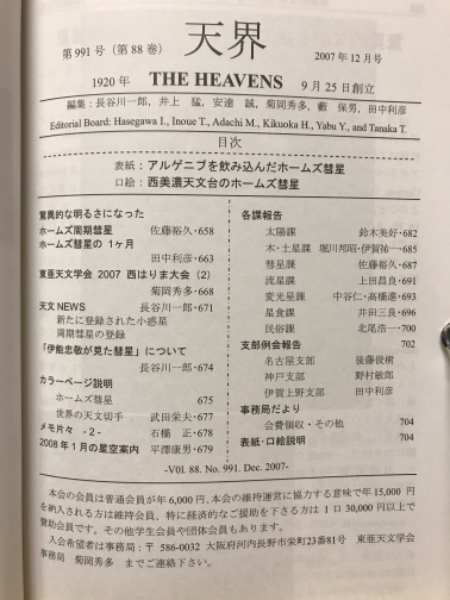 第991号（第88巻） 天界 2007年12月号
1920年 THE HEAVENS 9月25日創立
編集：長谷川一郎，井上 猛，安達 誠，菊岡秀多，藪 保男，田中利彦
Editorial Board: Hasegawa I., Inoue T., Adachi M., Kikuoka H., Yabu Y., and Tanaka T.
目次
表紙：アルゲニブを飲み込んだホームズ彗星
口絵：西美濃天文台のホームズ彗星
驚異的な明るさになった
ホームズ周期彗星 佐藤裕久・658
ホームズ彗星の1ヶ月
田中利彦・663
東亜天文学会 2007 西はりま大会（2）
菊岡秀多・668
天文NEWS 長谷川一郎・671
新たに登録された小惑星
周期彗星の登録
「伊能忠敬が見た彗星」について
長谷川一郎・674
カラーページ説明
ホームズ彗星 675
世界の天文切手 武田栄夫・677
メモ片々 -2- 石橋 正・678
2008年1月の星空案内 平澤康男・679
各課報告
太陽課 鈴木美好・682
木・土星課 堀川邦昭・伊賀祐一・685
彗星課 佐藤裕久・687
流星課 上田昌良・691
変光星課 中谷仁・高橋進・693
星食課 井田三良・696
民俗課 北尾浩一・700
支部例会報告 702
名古屋支部 後藤俊樹
神戸支部 野村敏郎
伊賀上野支部 田中利彦
事務局だより
会費領収・その他 704
表紙・口絵説明 704
-V0l. 88. No. 991. Dec. 2007-
本会の会員は普通会員が年6,000円，本会の維持運営に協力する意味で年15,000円
を納入される方は維持会員、特に経済的なご援助を下さる方は1口30,000円以上で
賛助会員です。その他学生会員や団体会員もあります。
入会希望者は事務局：〒 586-0032 大阪府河内長野市栄町23番81号 東亜天文学会
事務局 菊岡秀多 までご連絡下さい。